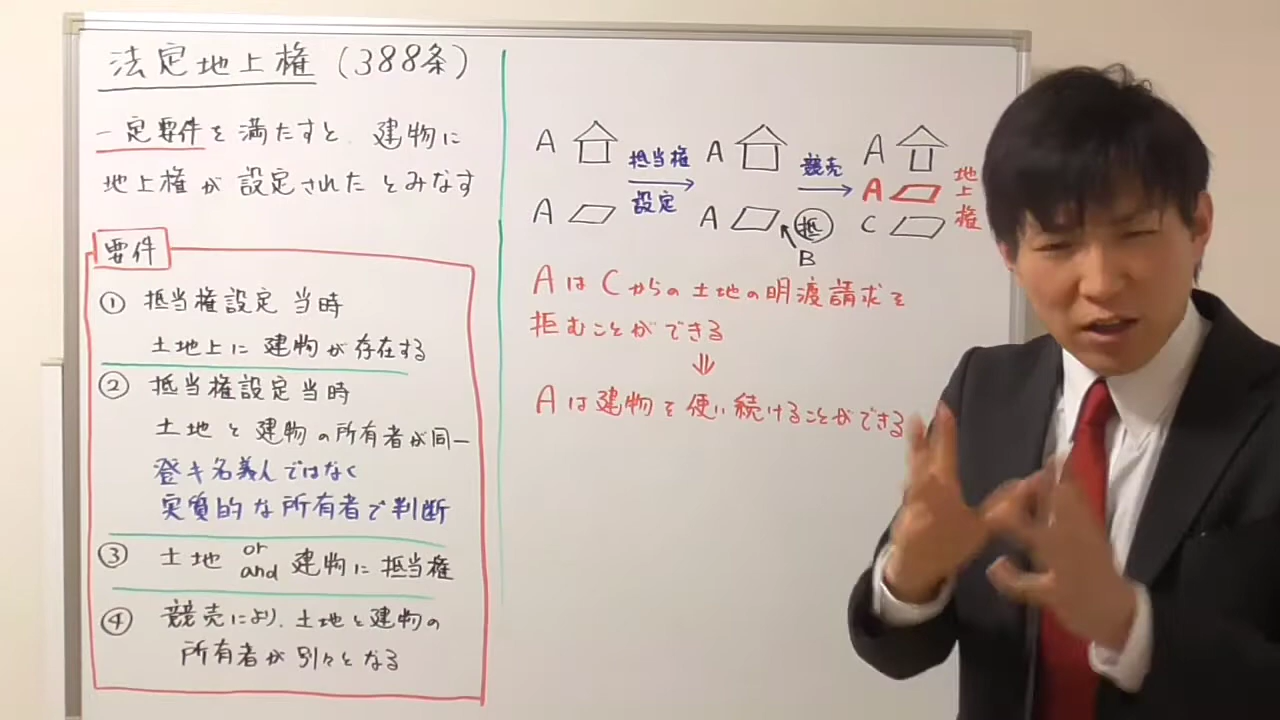 法定地上権 (388条)
一定要件を満たすと、建物に
地上権が設定されたとみなす
要件
① 抵当権設定当時
土地上に建物が存在する
② 抵当権設定当時
土地と建物の所有者が同一
登キ名義人ではなく
実質的な所有者で判断
③ 土地 or and 建物に抵当権
④ 競売により、土地と建物の
所有者が別々となる
A 抵当権 A 競売 A
設定 A 地上権
A A 抵 C
B
AはCからの土地の明渡請求を
拒むことができる
⇓
Aは建物を使い続けることができる